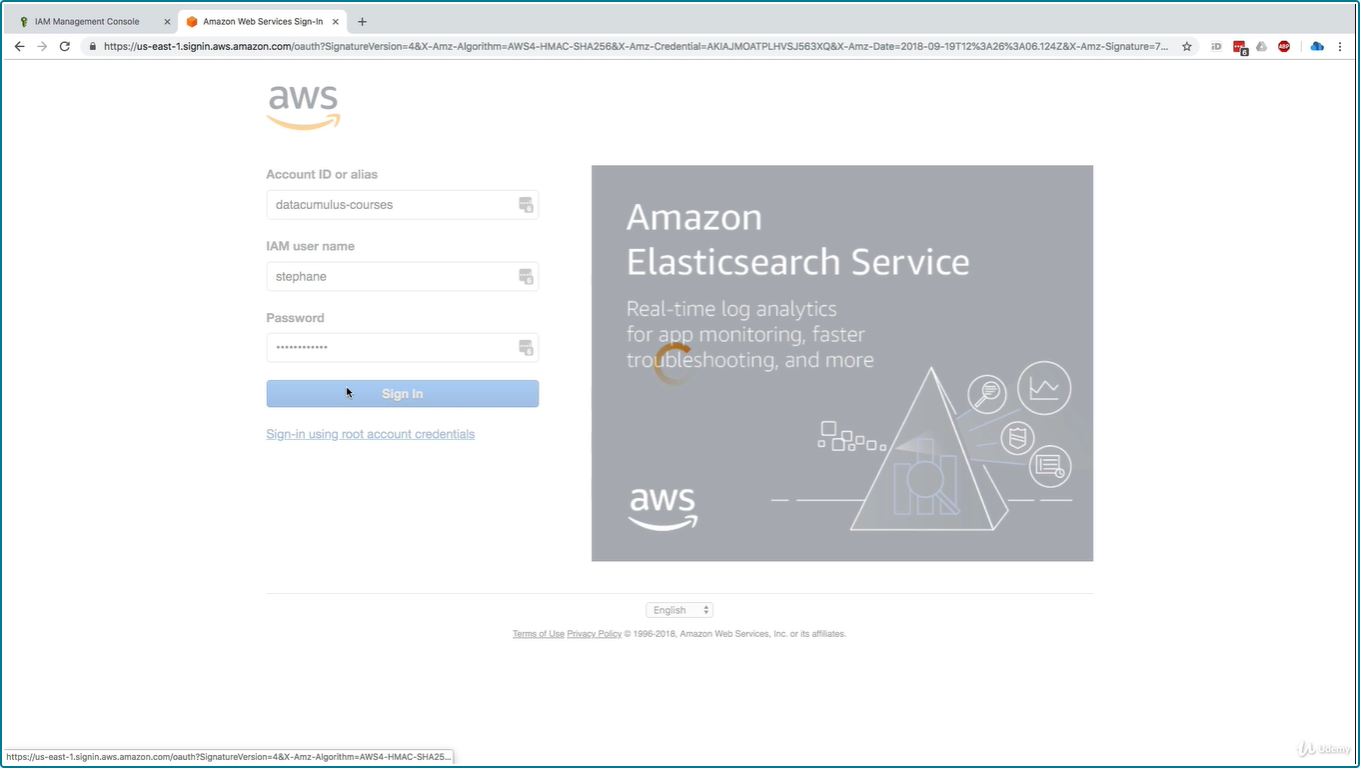 IAM Management Console
Amazon Web Services Sign-In
https://us-east-1.signin.aws.amazon.com/oauth?SignatureVersion=4&X-Amz-Algorithm=AWS4-HMAC-SHA256&X-Amz-Credential=AKIAJMOATPLHVSJ563XQ&X-Amz-Date=2018-09-19T12%3A26%3A06.124Z&X-Amz-Signature=7...
iD
6
ABP
aws
Account ID or alias
datacumulus-courses
IAM user name
stephane
Password
••••••••••••
Sign In
Sign-in using root account credentials
Amazon
Elasticsearch Service
Real-time log analytics
for app monitoring, faster
troubleshooting, and more
aws
English
Terms of Use Privacy Policy © 1996-2018, Amazon Web Services, Inc. or its affiliates.
https://us-east-1.signin.aws.amazon.com/oauth?SignatureVersion=4&X-Amz-Algorithm=AWS4-HMAC-SHA25...
Udemy